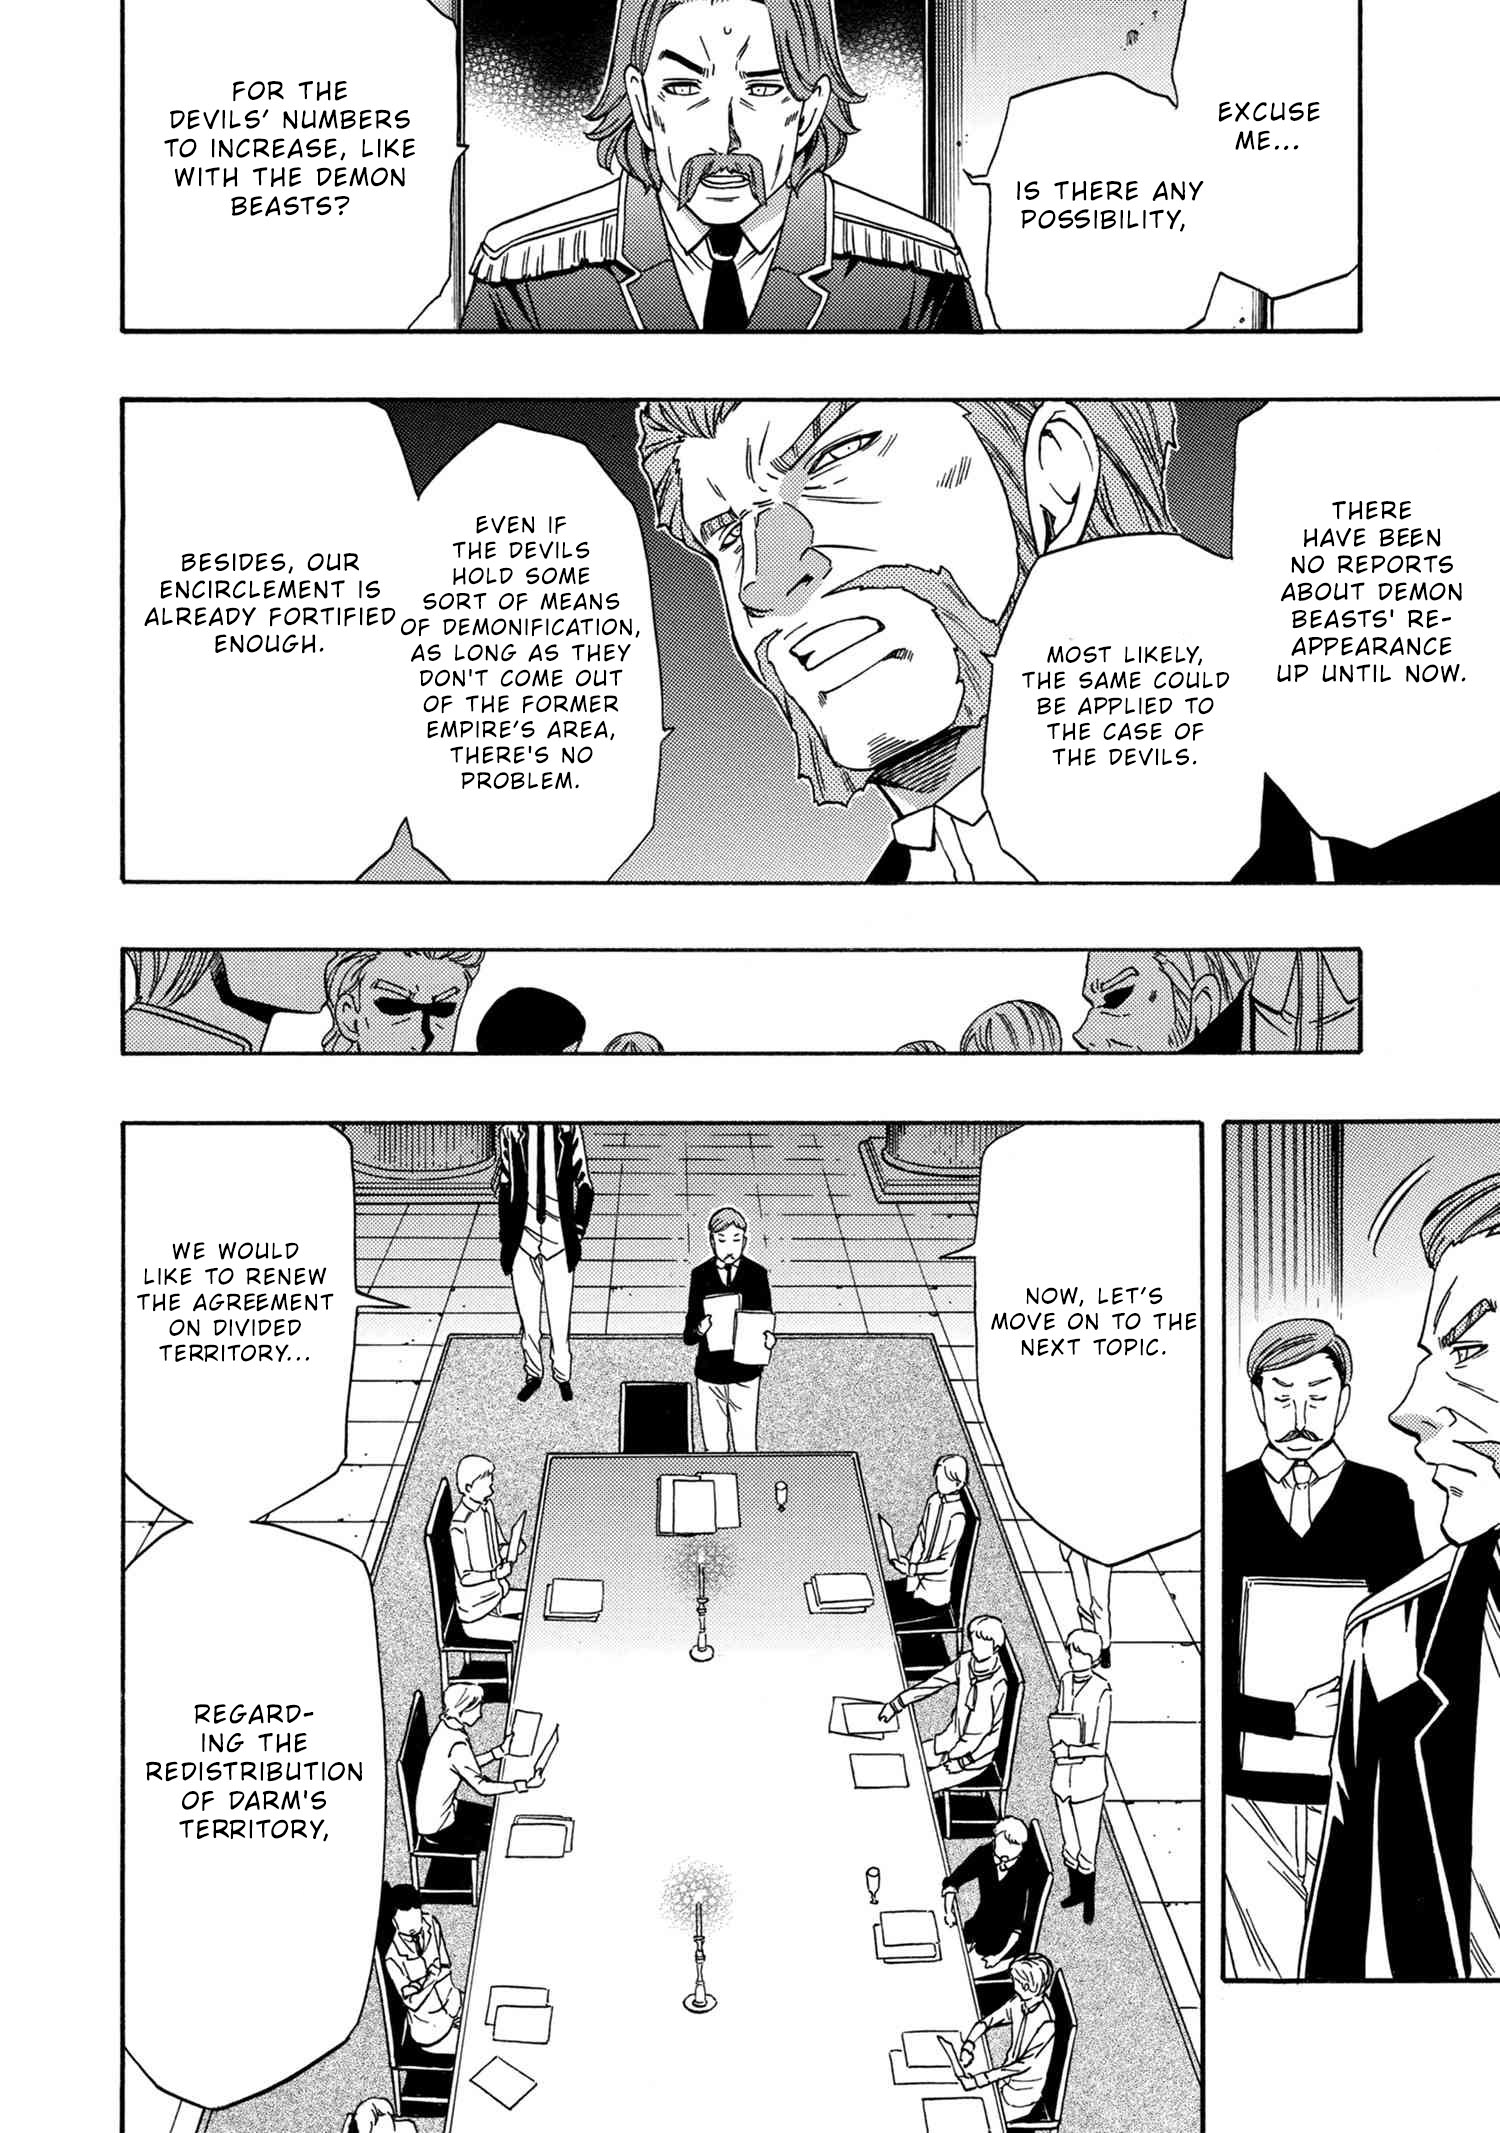 EXCUSE
ME...
IS THERE ANY
POSSIBILITY,
FOR THE
DEVILS' NUMBERS
TO INCREASE, LIKE
WITH THE DEMON
BEASTS?
THERE
HAVE BEEN
NO REPORTS
ABOUT DEMON
BEASTS' RE-
APPEARANCE
UP UNTIL NOW.
MOST LIKELY,
THE SAME COULD
BE APPLIED TO
THE CASE OF
THE DEVILS.
EVEN IF
THE DEVILS
HOLD SOME
SORT OF MEANS
OF DEMONIFICATION,
AS LONG AS THEY
DON'T COME OUT
OF THE FORMER
EMPIRE'S AREA,
THERE'S NO
PROBLEM.
BESIDES, OUR
ENCIRCLEMENT IS
ALREADY FORTIFIED
ENOUGH.
NOW, LET'S
MOVE ON TO THE
NEXT TOPIC.
WE WOULD
LIKE TO RENEW
THE AGREEMENT
ON DIVIDED
TERRITORY...
REGARD-
ING THE
REDISTRIBUTION
OF DARM'S
TERRITORY,